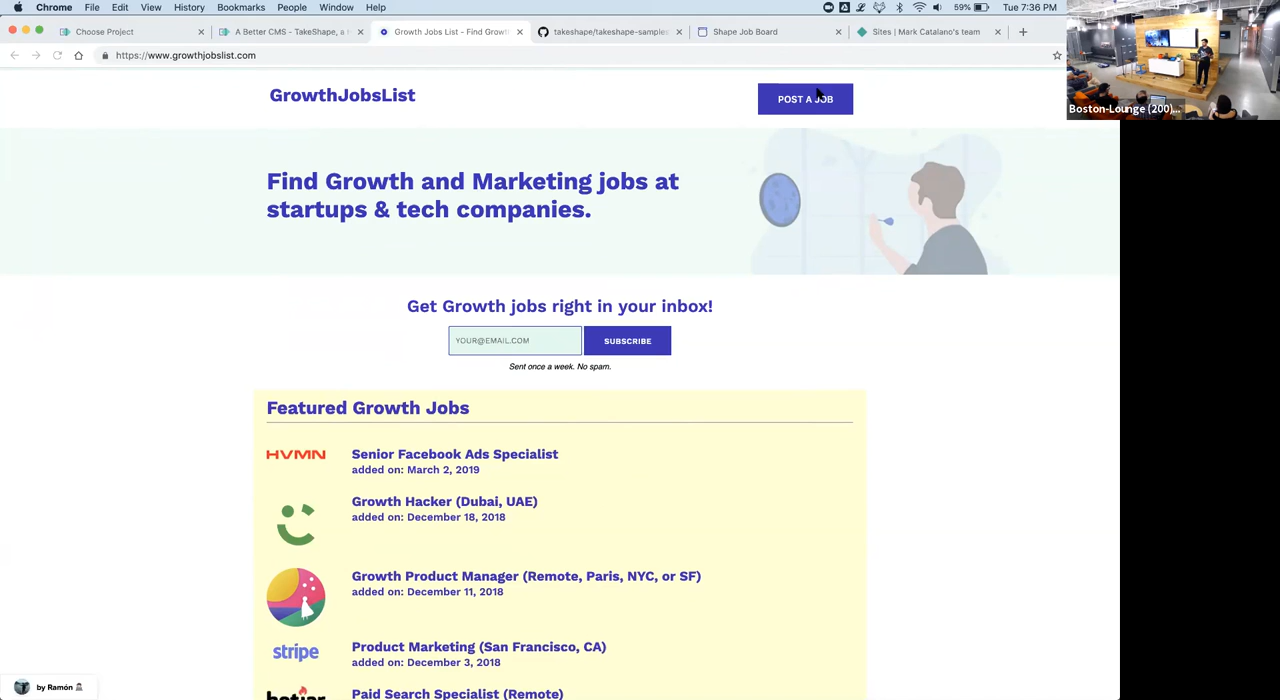 Chrome File Edit View History Bookmarks People Window Help
59% Tue 7:36 PM
Choose Project
A Better CMS - TakeShape, a
Growth Jobs List - Find Growt
takeshape/takeshape-samples
Shape Job Board
Sites | Mark Catalano's team
https://www.growthjobslist.com
Boston-Lounge (200)...
GrowthJobsList
POST A JOB
Find Growth and Marketing jobs at
startups & tech companies.
Get Growth jobs right in your inbox!
YOUR@EMAIL.COM
SUBSCRIBE
Sent once a week. No spam.
Featured Growth Jobs
HVMN
Senior Facebook Ads Specialist
added on: March 2, 2019
Growth Hacker (Dubai, UAE)
added on: December 18, 2018
Growth Product Manager (Remote, Paris, NYC, or SF)
added on: December 11, 2018
stripe
Product Marketing (San Francisco, CA)
added on: December 3, 2018
hotjar
Paid Search Specialist (Remote)
by Ramón